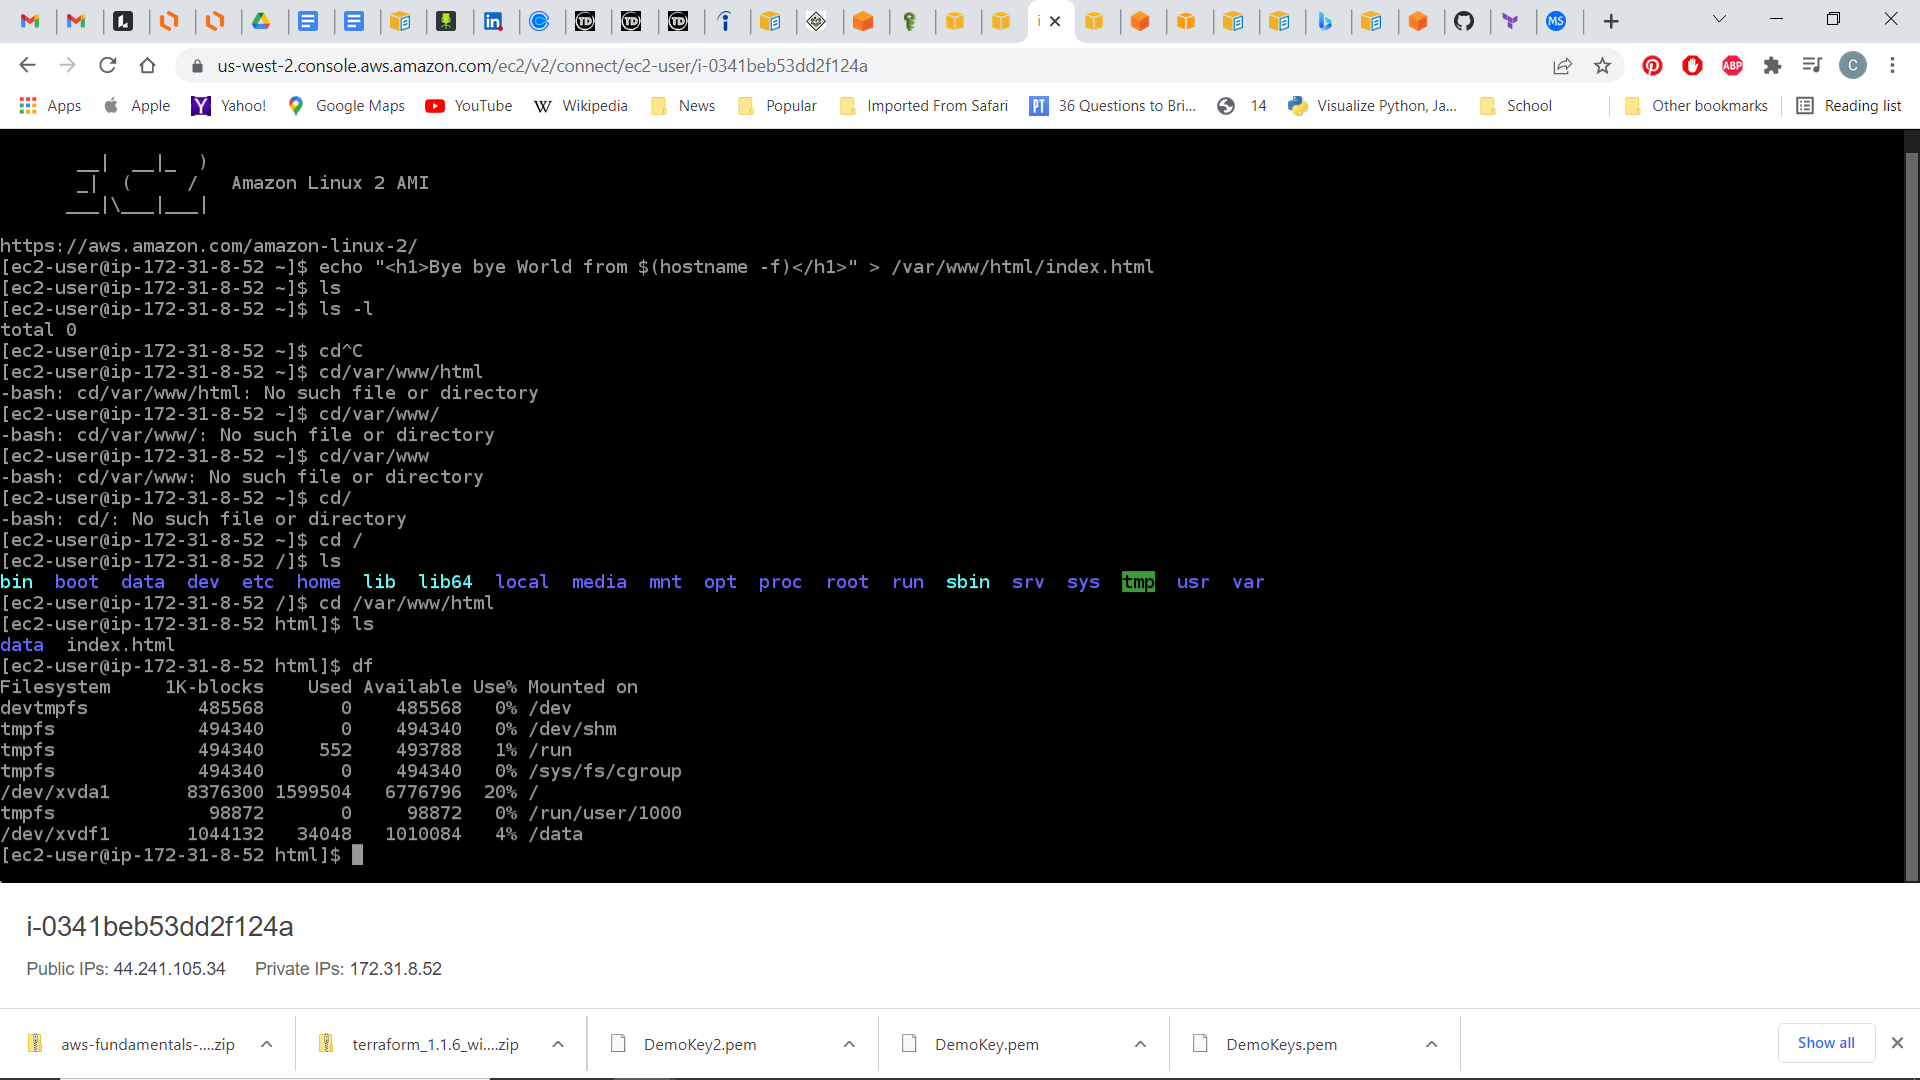 i
us-west-2.console.aws.amazon.com/ec2/v2/connect/ec2-user/i-0341beb53dd2f124a
Apps Apple Yahoo! Google Maps YouTube Wikipedia News Popular Imported From Safari 36 Questions to Bri... 14 Visualize Python, Ja... School Other bookmarks Reading list
       __|  __|_  )
       _|  (     /   Amazon Linux 2 AMI
      ___|\___|___|
https://aws.amazon.com/amazon-linux-2/
[ec2-user@ip-172-31-8-52 ~]$ echo "<h1>Bye bye World from $(hostname -f)</h1>" > /var/www/html/index.html
[ec2-user@ip-172-31-8-52 ~]$ ls
[ec2-user@ip-172-31-8-52 ~]$ ls -l
total 0
[ec2-user@ip-172-31-8-52 ~]$ cd^C
[ec2-user@ip-172-31-8-52 ~]$ cd/var/www/html
-bash: cd/var/www/html: No such file or directory
[ec2-user@ip-172-31-8-52 ~]$ cd/var/www/
-bash: cd/var/www/: No such file or directory
[ec2-user@ip-172-31-8-52 ~]$ cd/var/www
-bash: cd/var/www: No such file or directory
[ec2-user@ip-172-31-8-52 ~]$ cd/
-bash: cd/: No such file or directory
[ec2-user@ip-172-31-8-52 ~]$ cd /
[ec2-user@ip-172-31-8-52 /]$ ls
bin  boot  data  dev  etc  home  lib  lib64  local  media  mnt  opt  proc  root  run  sbin  srv  sys  tmp  usr  var
[ec2-user@ip-172-31-8-52 /]$ cd /var/www/html
[ec2-user@ip-172-31-8-52 html]$ ls
data  index.html
[ec2-user@ip-172-31-8-52 html]$ df
Filesystem     1K-blocks    Used Available Use% Mounted on
devtmpfs          485568       0    485568   0% /dev
tmpfs             494340       0    494340   0% /dev/shm
tmpfs             494340     552    493788   1% /run
tmpfs             494340       0    494340   0% /sys/fs/cgroup
/dev/xvda1       8376300 1599504   6776796  20% /
tmpfs              98872       0     98872   0% /run/user/1000
/dev/xvdf1       1044132   34048   1010084   4% /data
[ec2-user@ip-172-31-8-52 html]$
i-0341beb53dd2f124a
Public IPs: 44.241.105.34 Private IPs: 172.31.8.52
aws-fundamentals-....zip terraform_1.1.6_wi....zip DemoKey2.pem DemoKey.pem DemoKeys.pem Show all